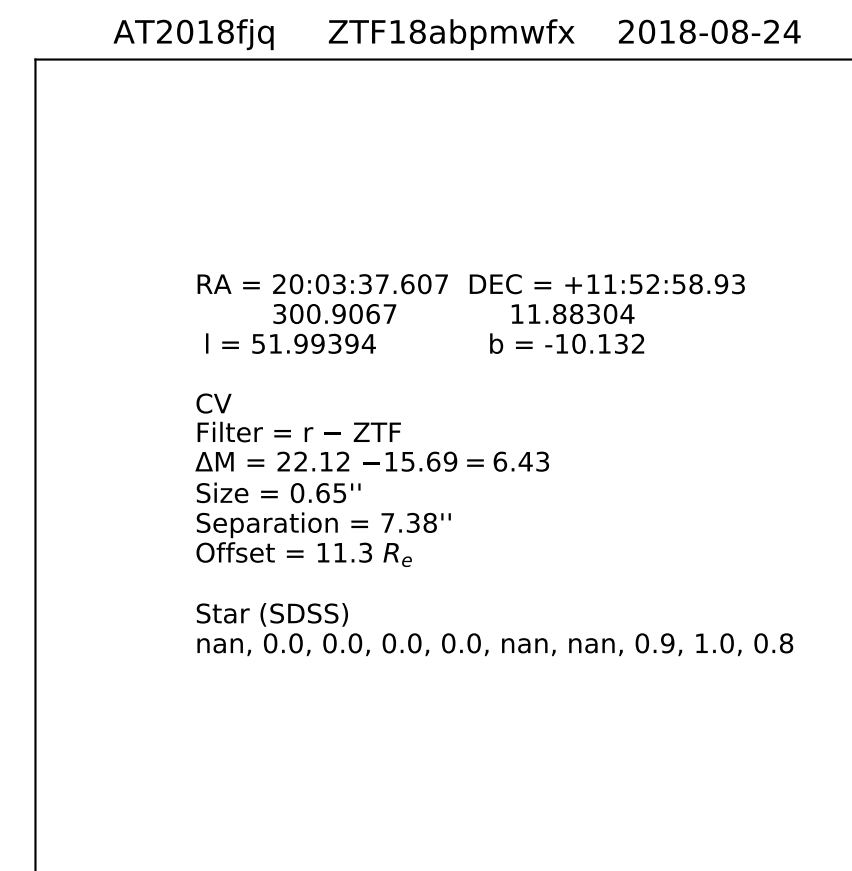 AT2018fjq ZTF18abpmwfx 2018-08-24
RA = 20:03:37.607 DEC = +11:52:58.93
300.9067 11.88304
l = 51.99394 b = -10.132
CV
Filter = r − ZTF
ΔM = 22.12 −15.69 = 6.43
Size = 0.65''
Separation = 7.38''
Offset = 11.3 Rₑ
Star (SDSS)
nan, 0.0, 0.0, 0.0, 0.0, nan, nan, 0.9, 1.0, 0.8